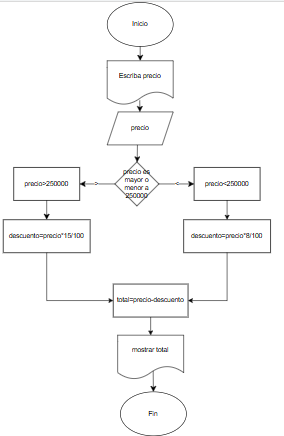 Inicio
Escriba precio
precio
precio es
mayor o
menor a
250000
precio>250000
precio<250000
descuento=precio*15/100
descuento=precio*8/100
total=precio-descuento
mostrar total
Fin